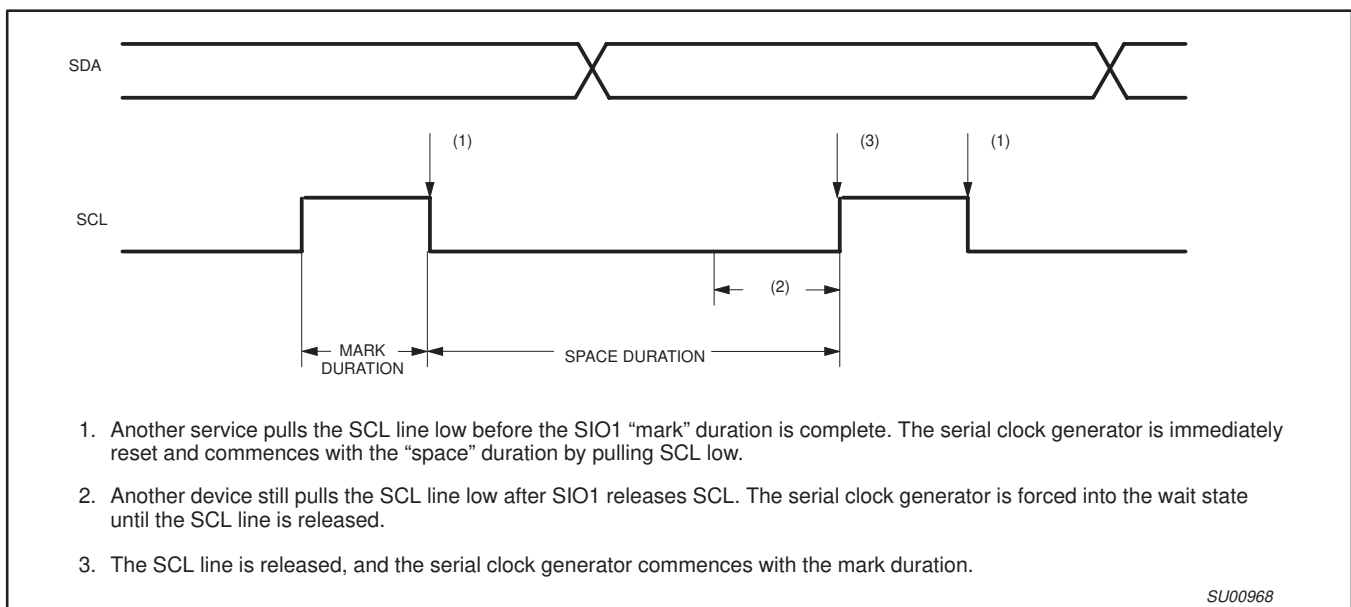 SDA
(1)
(3)
(1)
SCL
(2)
MARK
DURATION
SPACE DURATION
1. Another service pulls the SCL line low before the SIO1 “mark” duration is complete. The serial clock generator is immediately
reset and commences with the “space” duration by pulling SCL low.
2. Another device still pulls the SCL line low after SIO1 releases SCL. The serial clock generator is forced into the wait state
until the SCL line is released.
3. The SCL line is released, and the serial clock generator commences with the mark duration.
SU00968